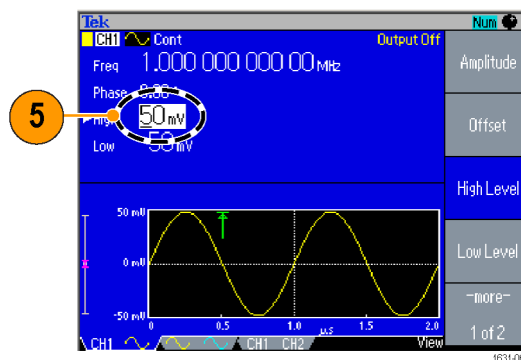 Tek Num
CH1 Cont Output Off
Freq 1.000 000 000 00 MHz
Phase
5
50 mV
Low 50 mV
Amplitude
Offset
High Level
Low Level
-more-
1 of 2
50 mV
0 mV
-50 mV
0 0.5 1.0 µs 1.5 2.0
CH1 CH1 CH2 View